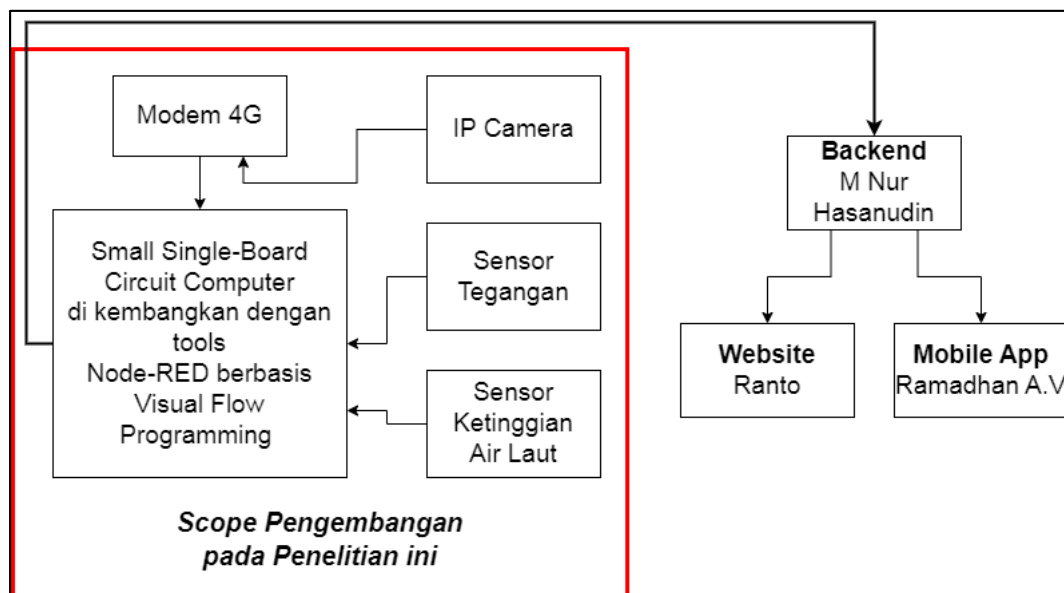 Modem 4G
IP Camera
Small Single-Board
Circuit Computer
di kembangkan dengan
tools
Node-RED berbasis
Visual Flow
Programming
Sensor
Tegangan
Sensor
Ketinggian
Air Laut
Scope Pengembangan
pada Penelitian ini
Backend
M Nur
Hasanudin
Website
Ranto
Mobile App
Ramadhan A.V